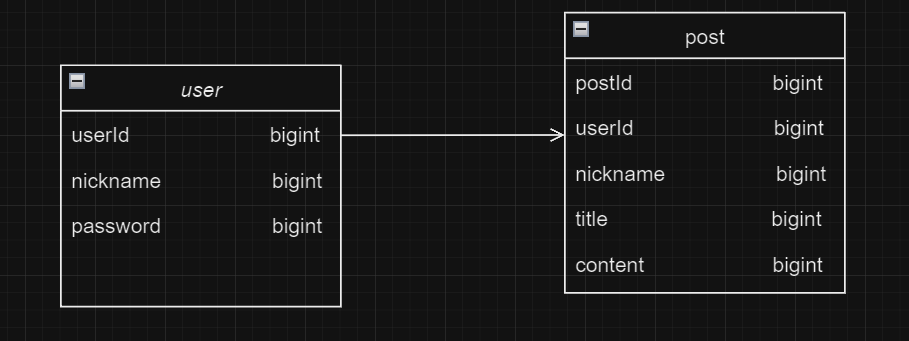 user
userId bigint
nickname bigint
password bigint
post
postId bigint
userId bigint
nickname bigint
title bigint
content bigint